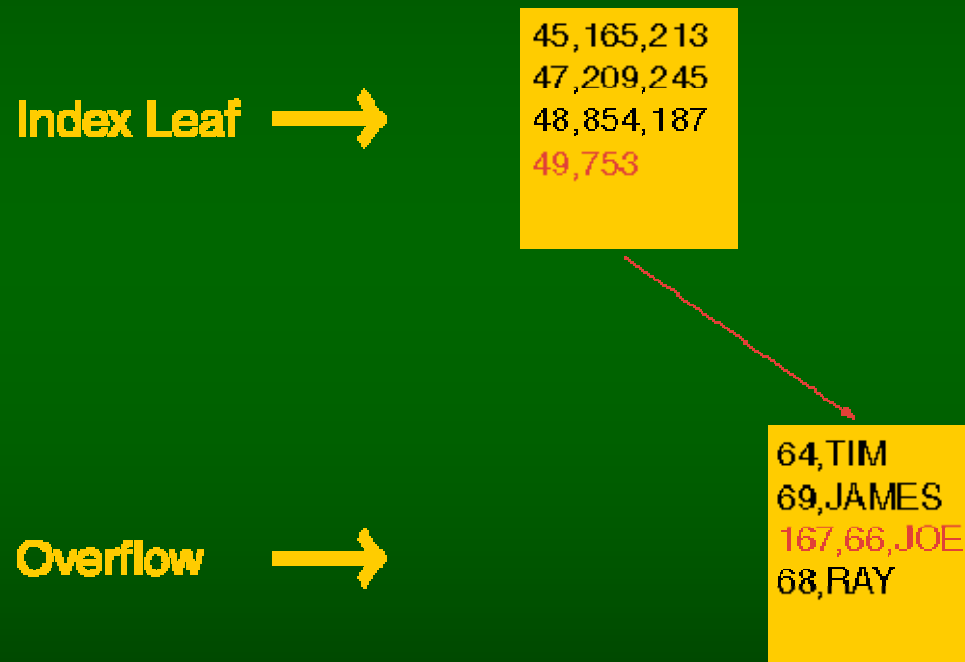 Index Leaf
45,165,213
47,209,245
48,854,187
49,753
Overflow
64,TIM
69,JAMES
167,66,JOE
68,RAY